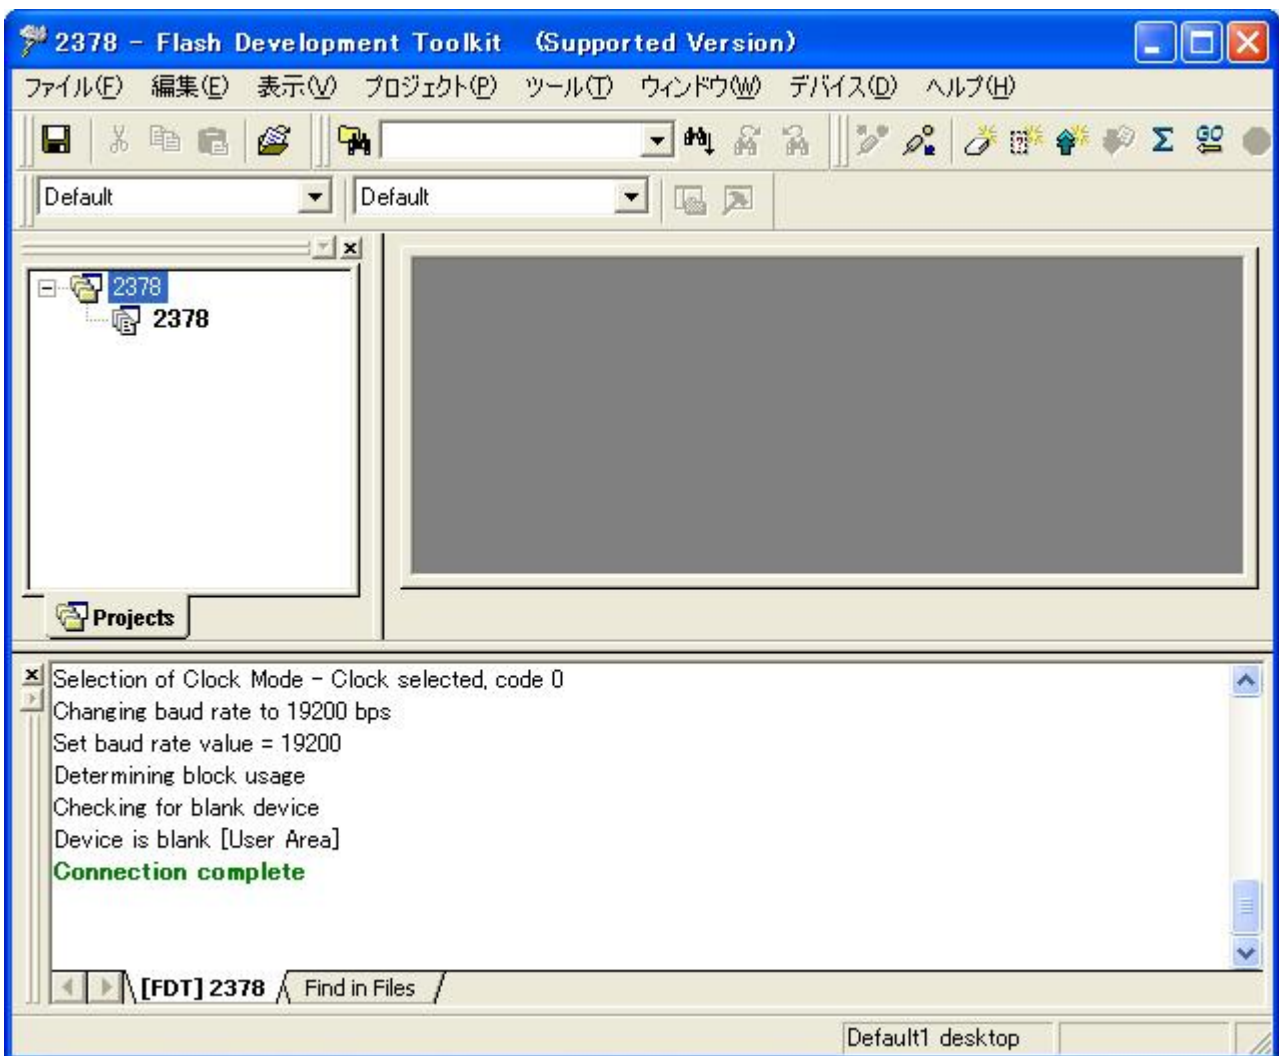 2378 - Flash Development Toolkit (Supported Version)
ファイル(F) 編集(E) 表示(V) プロジェクト(P) ツール(T) ウィンドウ(W) デバイス(D) ヘルプ(H)
GO
Default Default
2378
2378
Projects
Selection of Clock Mode - Clock selected, code 0
Changing baud rate to 19200 bps
Set baud rate value = 19200
Determining block usage
Checking for blank device
Device is blank [User Area]
Connection complete
[FDT] 2378 Find in Files
Default1 desktop